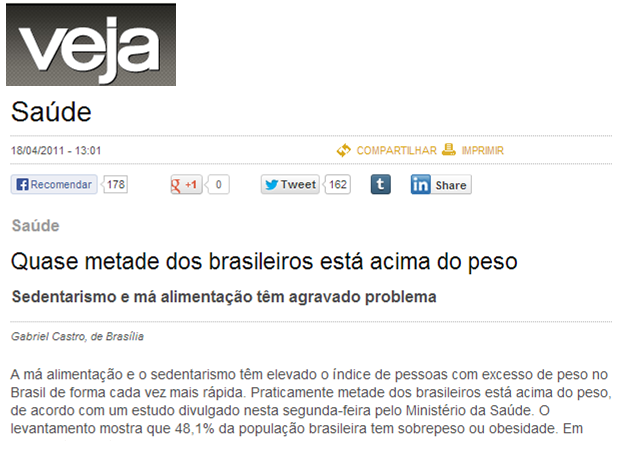 veja
Saúde
18/04/2011 - 13:01 COMPARTILHAR IMPRIMIR
Recomendar 178 +1 0 Tweet 162 t in Share
Saúde
Quase metade dos brasileiros está acima do peso
Sedentarismo e má alimentação têm agravado problema
Gabriel Castro, de Brasília
A má alimentação e o sedentarismo têm elevado o índice de pessoas com excesso de peso no
Brasil de forma cada vez mais rápida. Praticamente metade dos brasileiros está acima do peso,
de acordo com um estudo divulgado nesta segunda-feira pelo Ministério da Saúde. O
levantamento mostra que 48,1% da população brasileira tem sobrepeso ou obesidade. Em